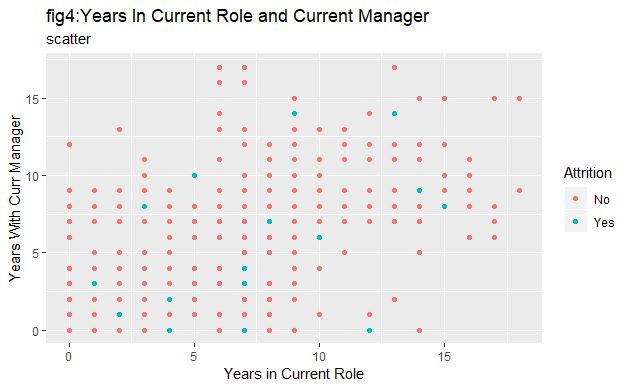 fig4:Years In Current Role and Current Manager
scatter
Years With Curr.Manager
15
10
5
0
0 5 10 15
Years in Current Role
Attrition
No
Yes